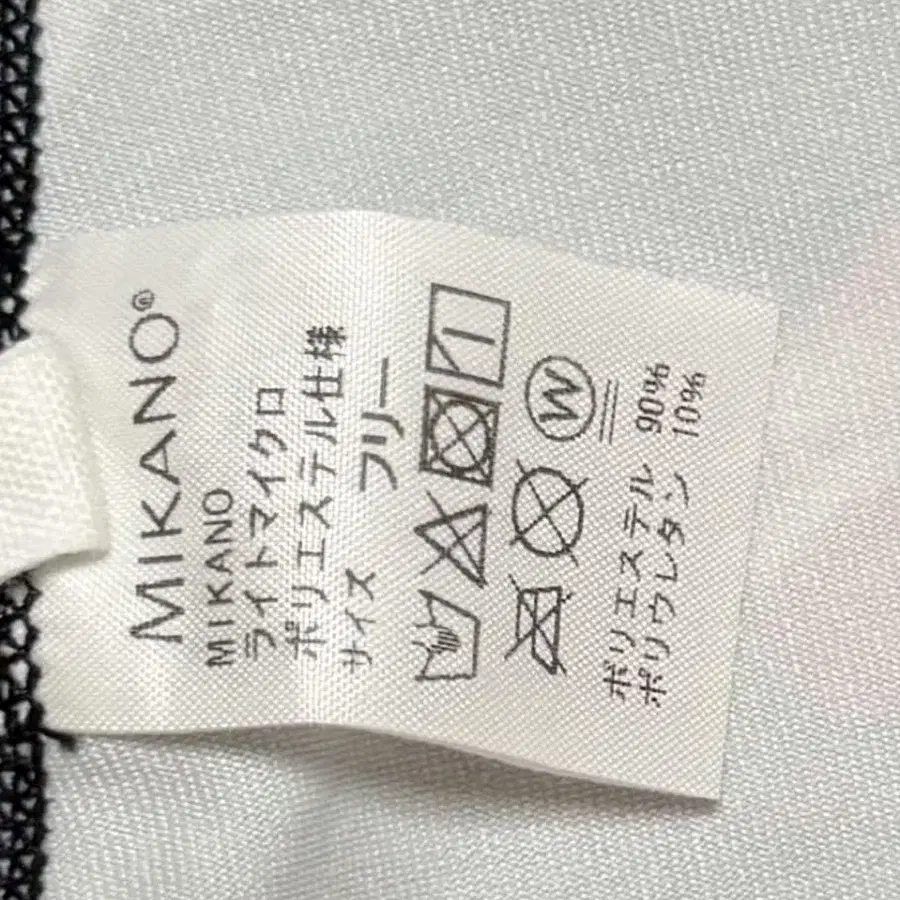 MIKANO®
MIKANO
ライトマイクロ
ポリエステル仕様
サイズ フリー
W
ポリエステル 90%
ポリウレタン 10%